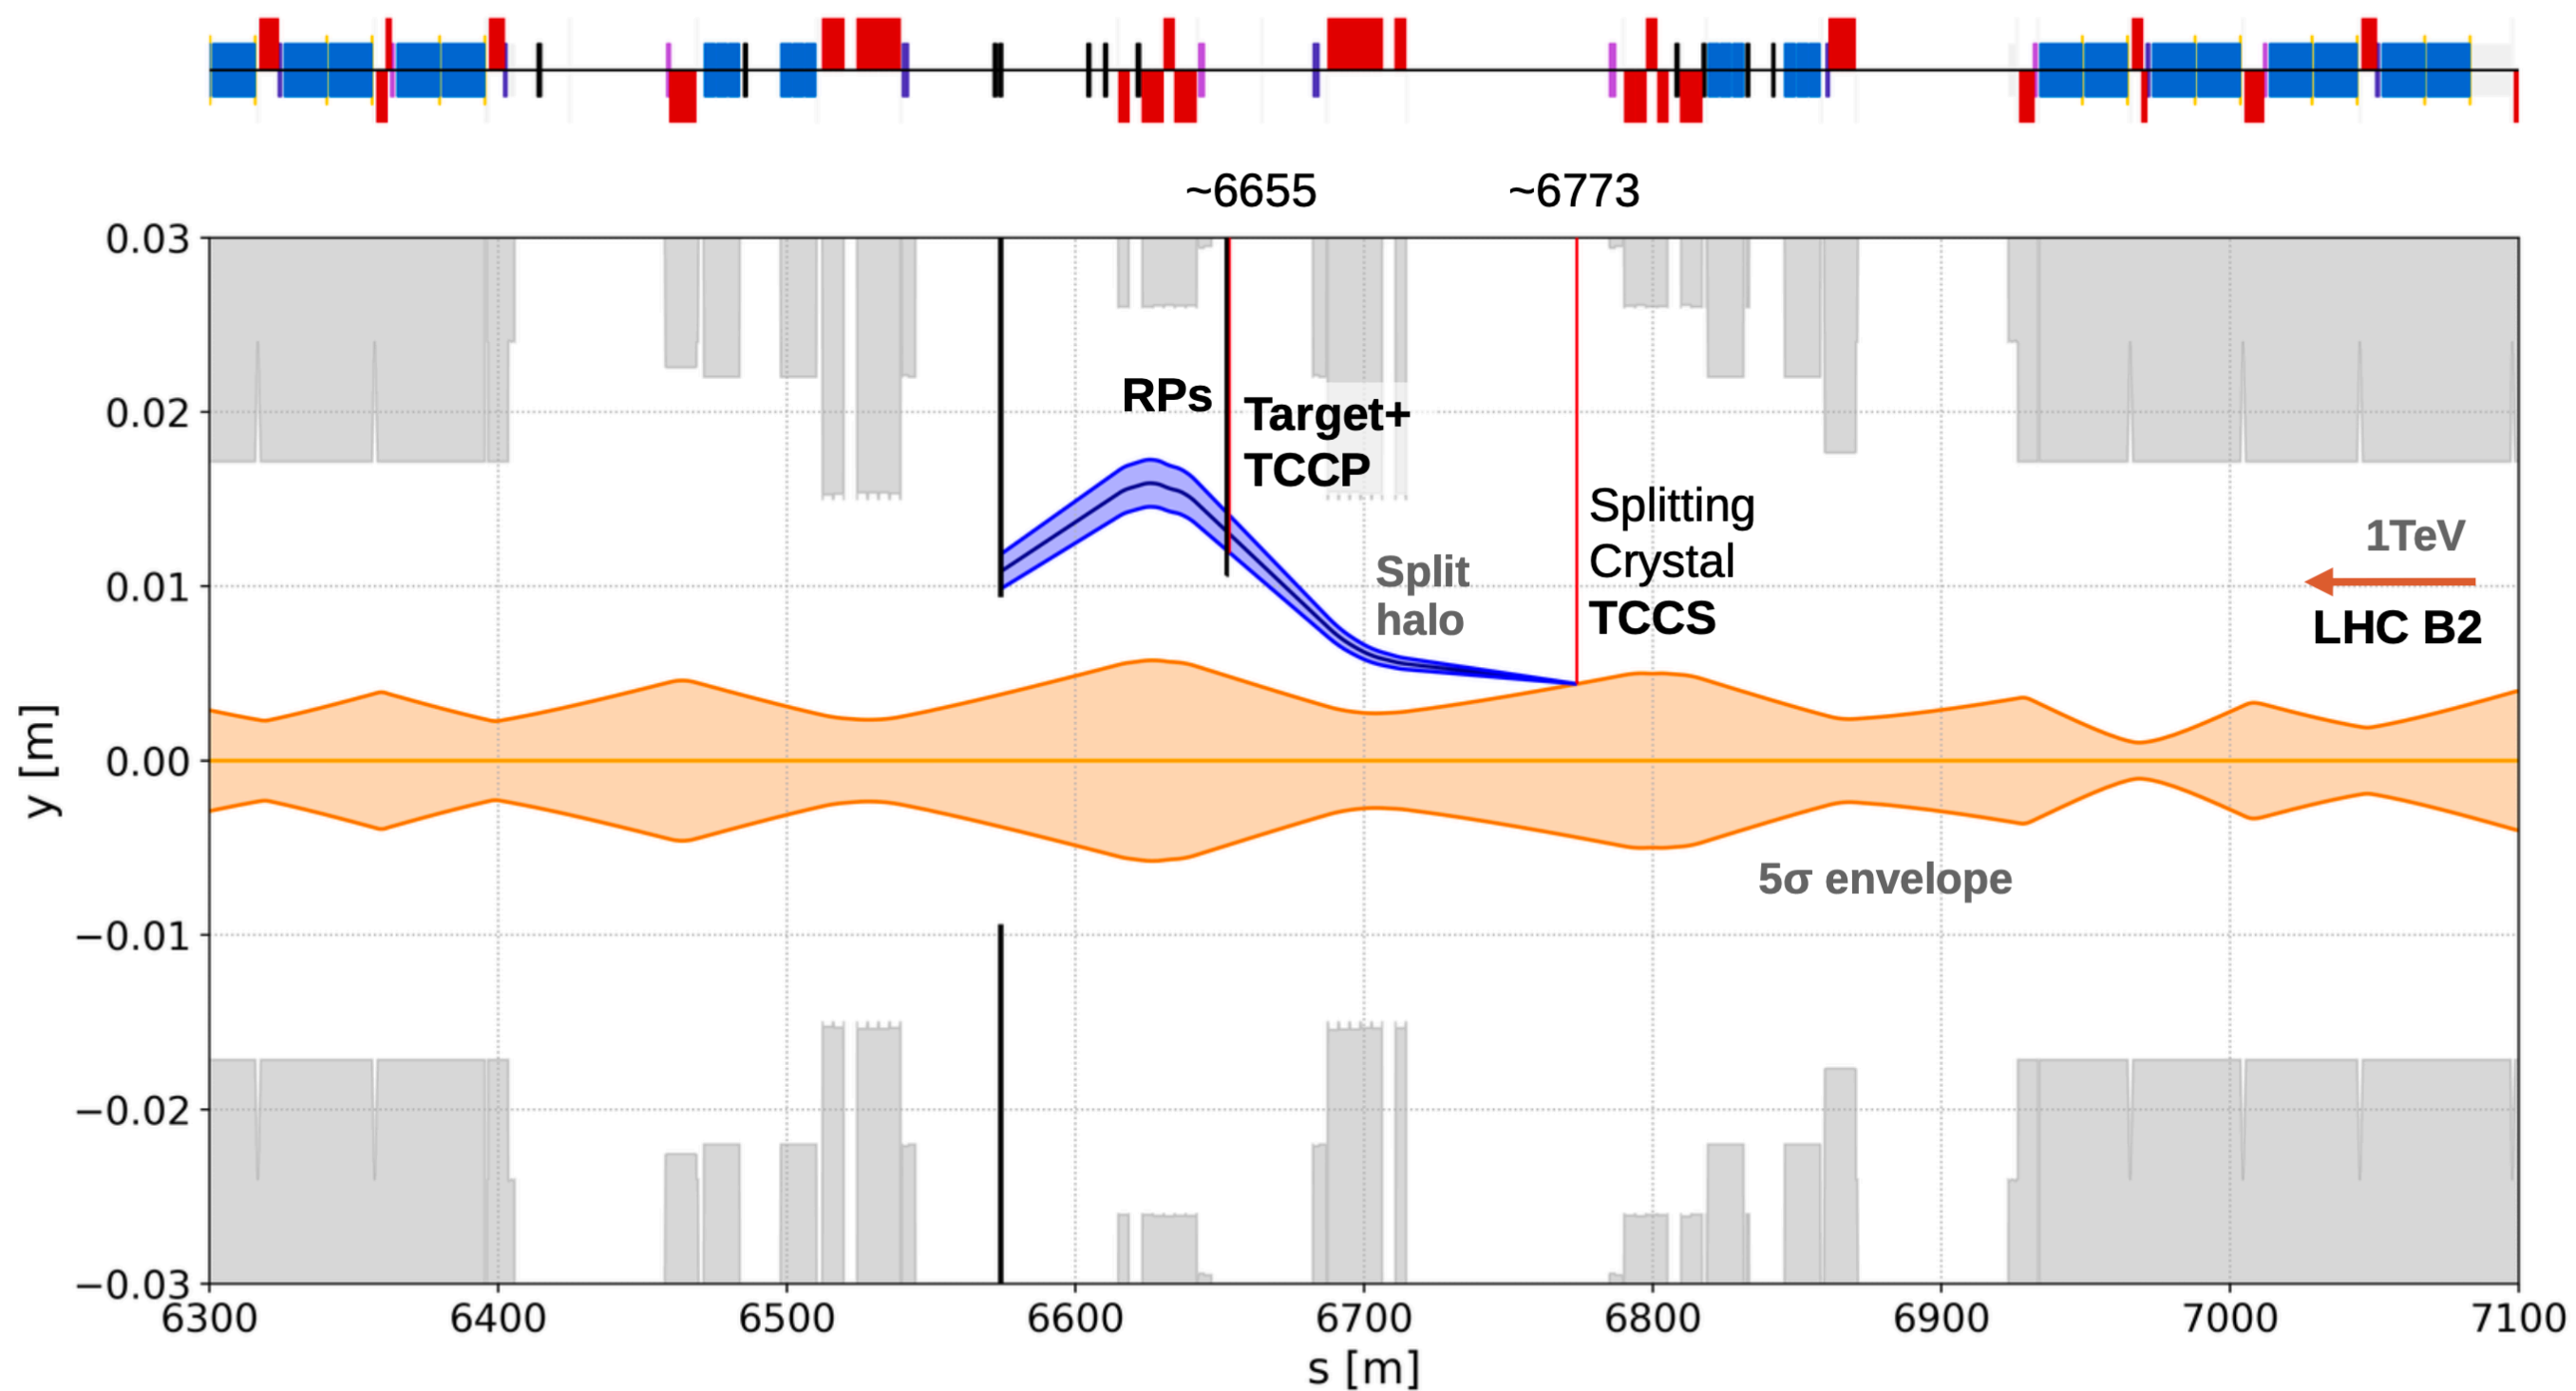 ~6655
~6773
0.03
0.02
0.01
0.00
−0.01
−0.02
−0.03
y [m]
RPs
Target+
TCCP
Split
halo
Splitting
Crystal
TCCS
1TeV
LHC B2
5σ envelope
6300
6400
6500
6600
6700
6800
6900
7000
7100
s [m]